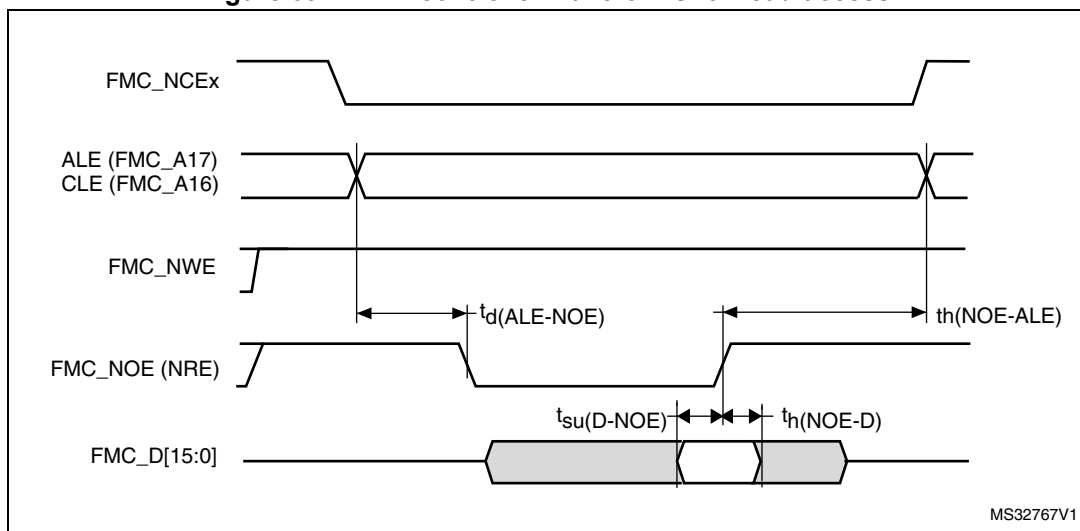 FMC_NCEx
ALE (FMC_A17)
CLE (FMC_A16)
FMC_NWE
td(ALE-NOE)
th(NOE-ALE)
FMC_NOE (NRE)
tsu(D-NOE)
th(NOE-D)
FMC_D[15:0]
MS32767V1